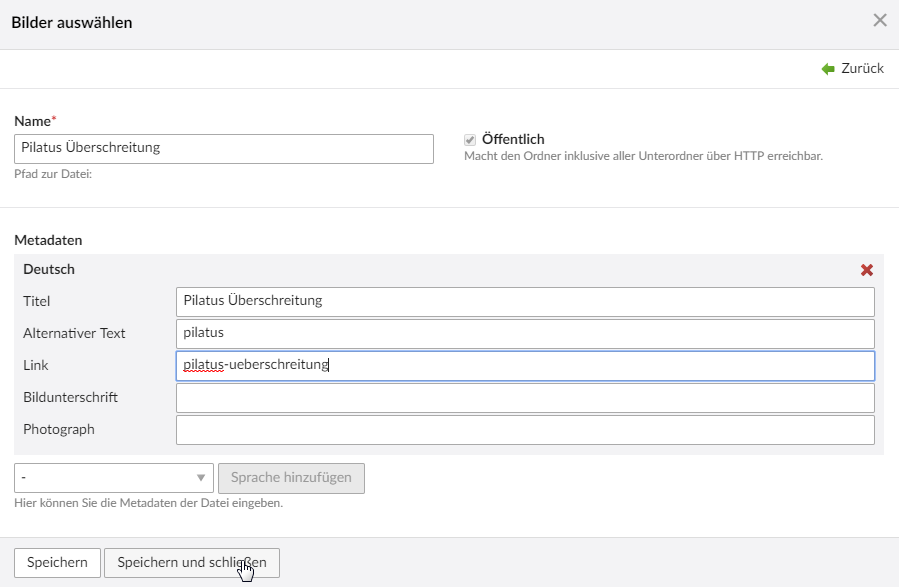 Bilder auswählen
Zurück
Name*
Pilatus Überschreitung
Pfad zur Datei:
Öffentlich
Macht den Ordner inklusive aller Unterordner über HTTP erreichbar.
Metadaten
Deutsch
Titel Pilatus Überschreitung
Alternativer Text pilatus
Link pilatus-ueberschreitung
Bildunterschrift
Photograph
- Sprache hinzufügen
Hier können Sie die Metadaten der Datei eingeben.
Speichern Speichern und schließen